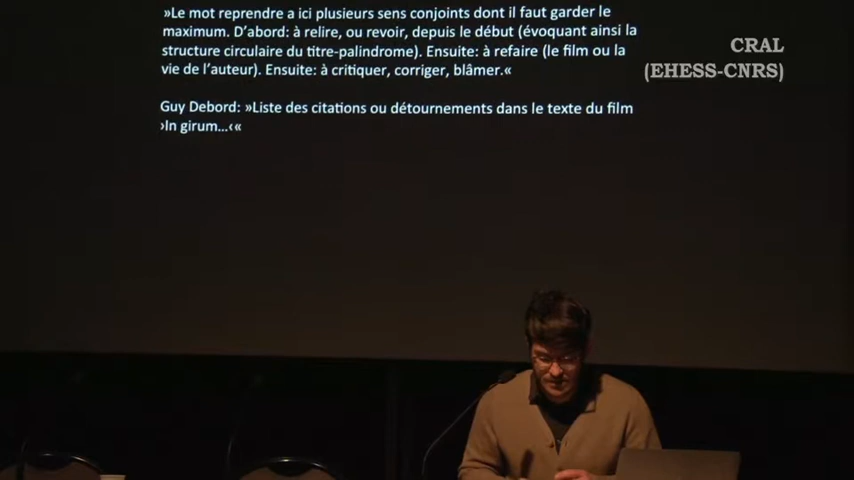 »Le mot reprendre a ici plusieurs sens conjoints dont il faut garder le
maximum. D'abord: à relire, ou revoir, depuis le début (évoquant ainsi la
structure circulaire du titre-palindrome). Ensuite: à refaire (le film ou la
vie de l'auteur). Ensuite: à critiquer, corriger, blâmer.«
Guy Debord: »Liste des citations ou détournements dans le texte du film
›In girum...‹«
CRAL
(EHESS-CNRS)